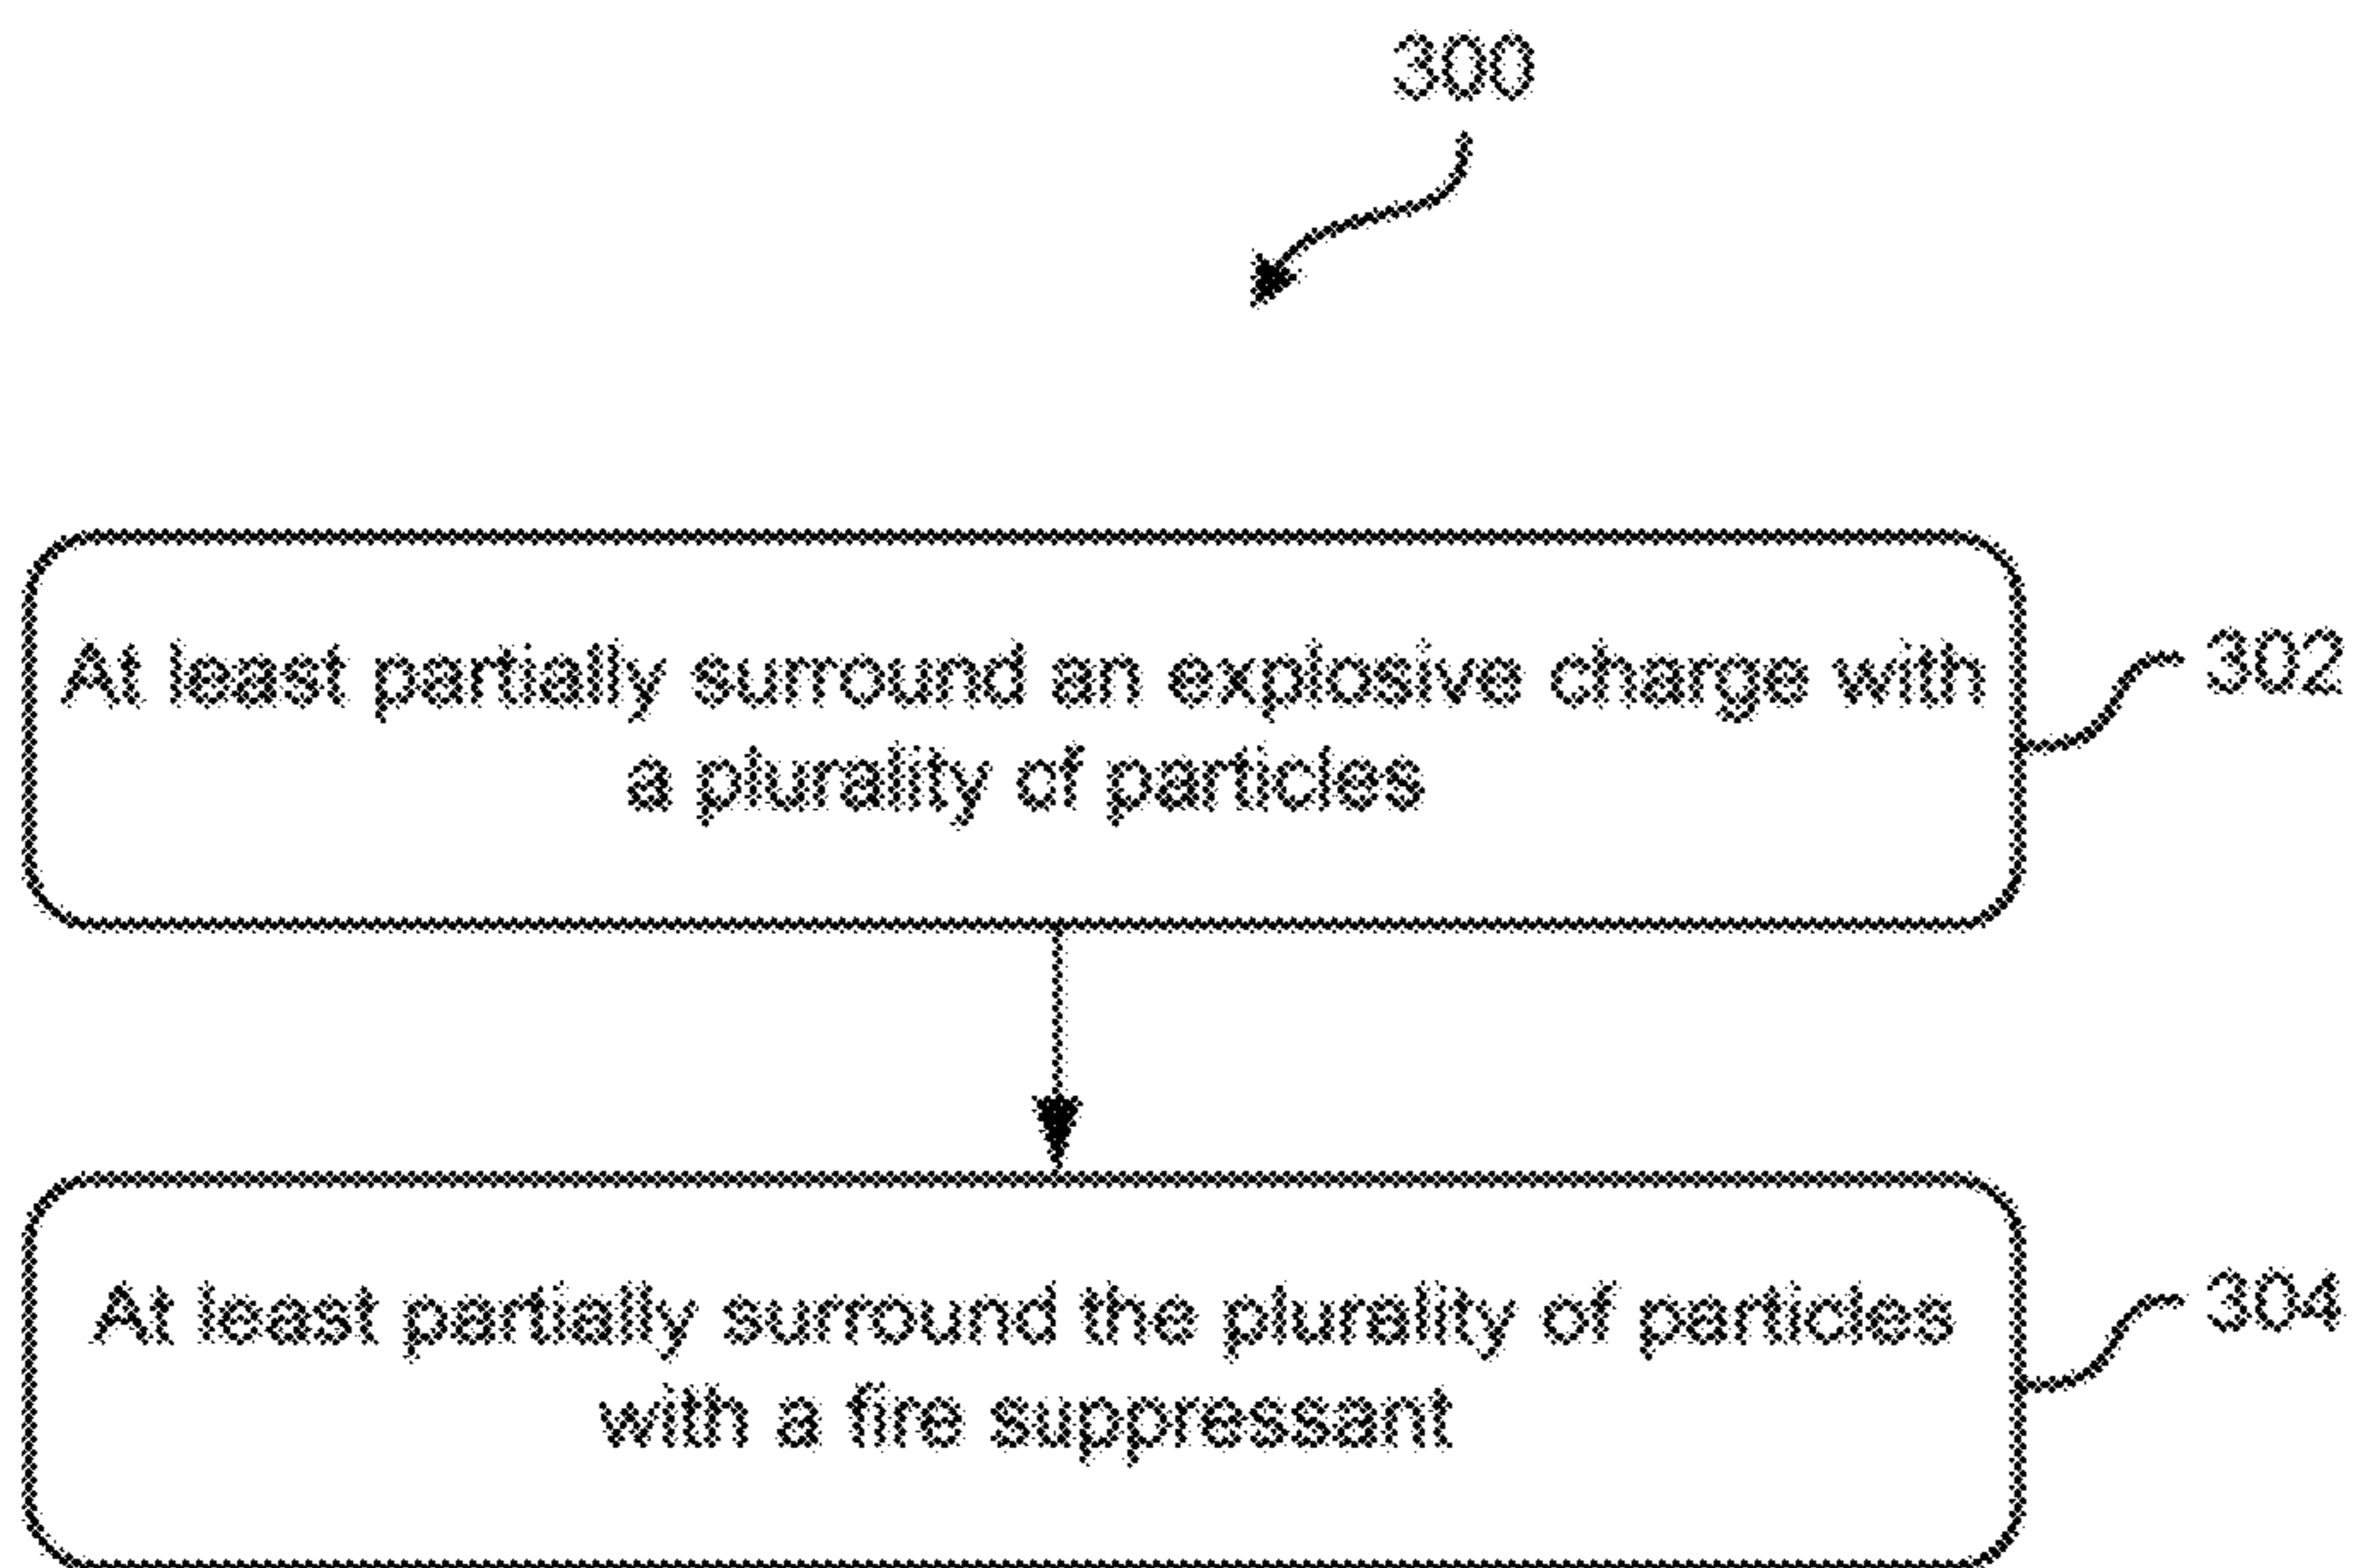 300
At least partially surround an explosive charge with
a plurality of particles
302
At least partially surround the plurality of particles
with a fire suppressant
304